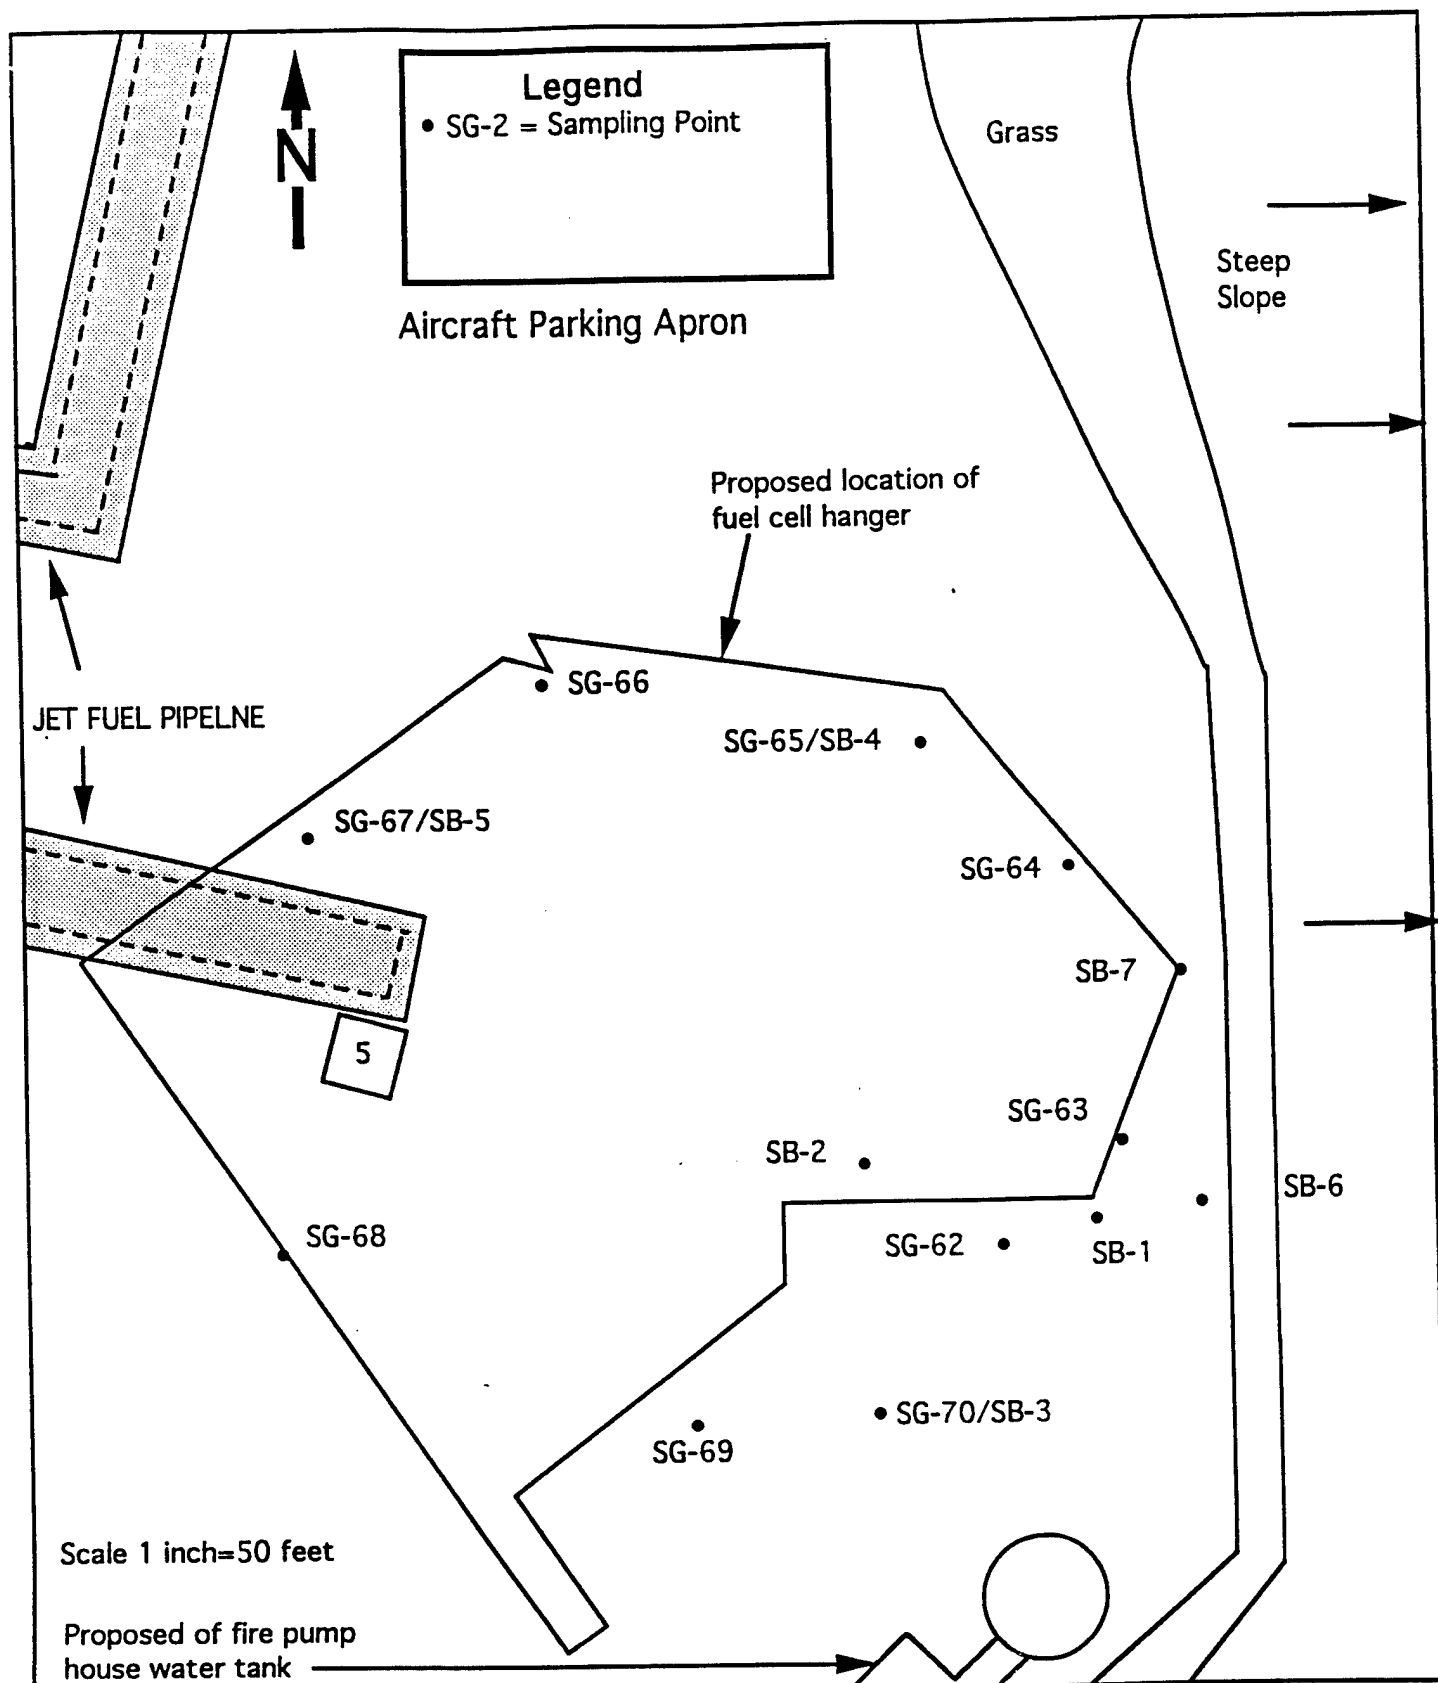 Legend
• SG-2 = Sampling Point
N
Grass
Steep
Slope
Aircraft Parking Apron
Proposed location of
fuel cell hanger
SG-66
JET FUEL PIPELNE
SG-65/SB-4
SG-67/SB-5
SG-64
SB-7
5
SG-63
SB-2
SB-6
SG-68
SG-62
SB-1
SG-70/SB-3
SG-69
Scale 1 inch=50 feet
Proposed of fire pump
house water tank